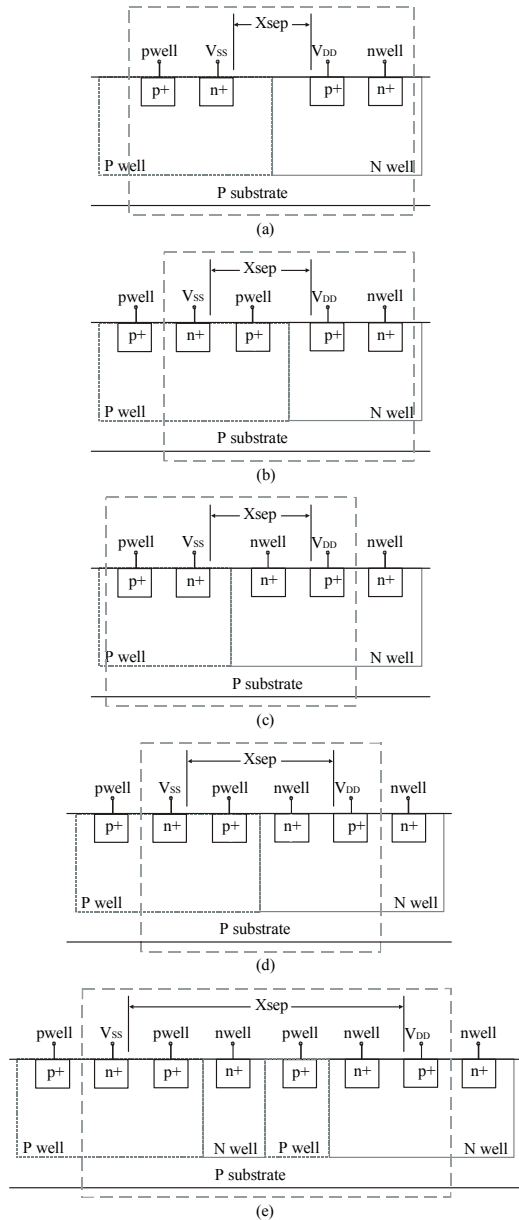 Xsep
pwell VSS VDD nwell
p+ n+ p+ n+
P well N well
P substrate
(a)
Xsep
pwell VSS pwell VDD nwell
p+ n+ p+ p+ n+
P well N well
P substrate
(b)
Xsep
pwell VSS nwell VDD nwell
p+ n+ n+ p+ n+
P well N well
P substrate
(c)
Xsep
pwell VSS pwell nwell VDD nwell
p+ n+ p+ n+ p+ n+
P well N well
P substrate
(d)
Xsep
pwell VSS pwell nwell pwell nwell VDD nwell
p+ n+ p+ n+ p+ n+ p+ n+
P well N well P well N well
P substrate
(e)